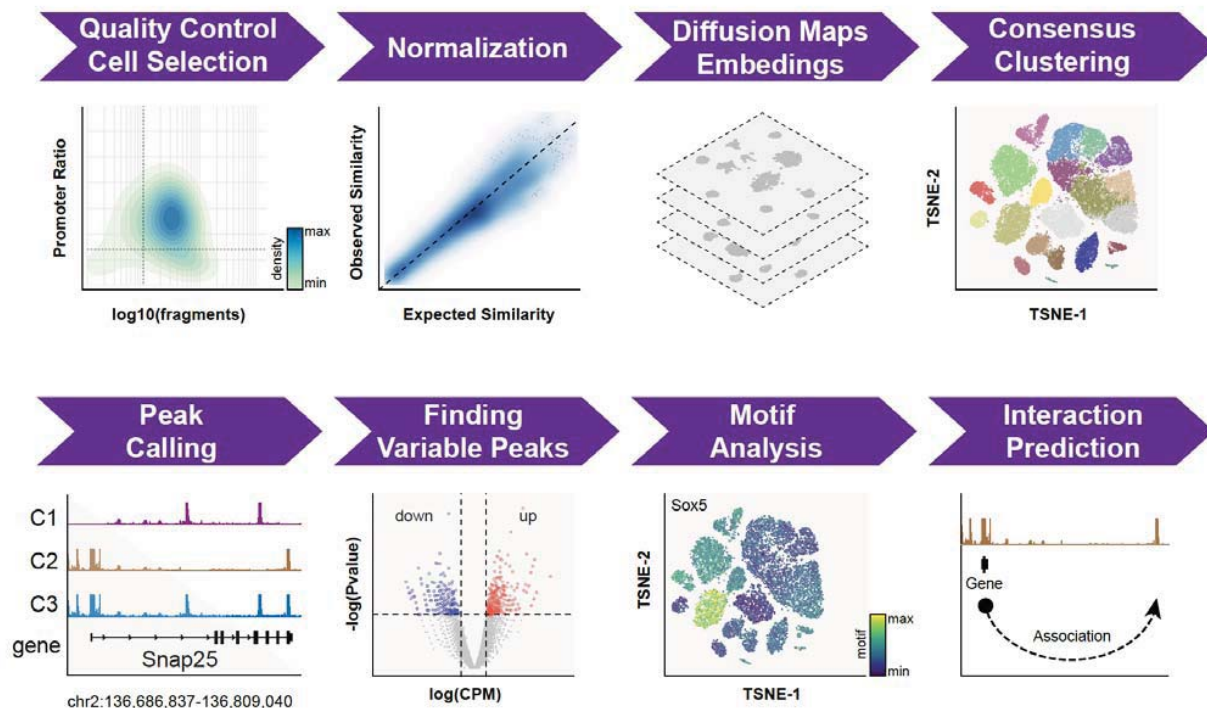 Quality Control
Cell Selection
Normalization
Diffusion Maps
Embedings
Consensus
Clustering
Promoter Ratio
max
density
min
log10(fragments)
Observed Similarity
Expected Similarity
TSNE-2
TSNE-1
Peak
Calling
Finding
Variable Peaks
Motif
Analysis
Interaction
Prediction
C1
C2
C3
gene
Snap25
chr2:136,686,837-136,809,040
down
up
-log(Pvalue)
log(CPM)
Sox5
TSNE-2
max
motif
min
TSNE-1
Gene
Association